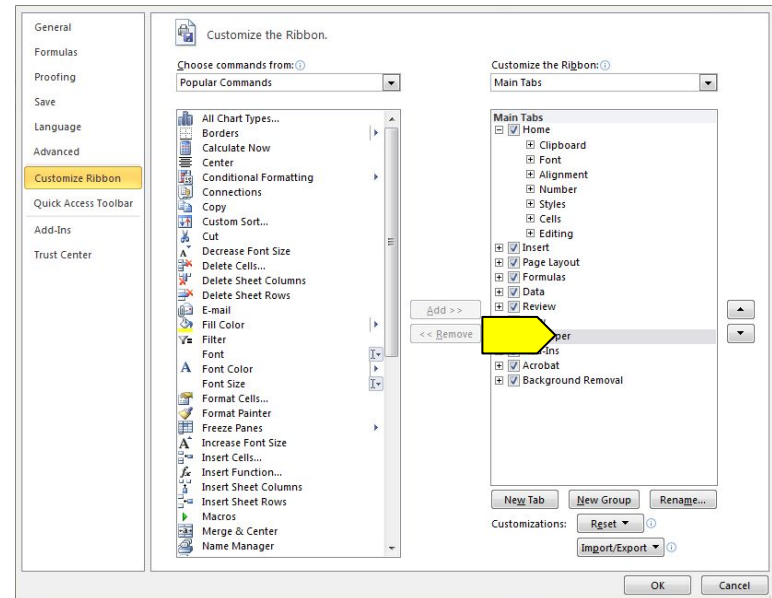 General
Formulas
Proofing
Save
Language
Advanced
Customize Ribbon
Quick Access Toolbar
Add-Ins
Trust Center
Customize the Ribbon.
Choose commands from:
Popular Commands
All Chart Types...
Borders
Calculate Now
Center
Conditional Formatting
Connections
Copy
Custom Sort...
Cut
Decrease Font Size
Delete Cells...
Delete Sheet Columns
Delete Sheet Rows
E-mail
Fill Color
Filter
Font
Font Color
Font Size
Format Cells...
Format Painter
Freeze Panes
Increase Font Size
Insert Cells...
Insert Function...
Insert Sheet Columns
Insert Sheet Rows
Macros
Merge & Center
Name Manager
Add >>
<< Remove
Customize the Ribbon:
Main Tabs
Main Tabs
Home
Clipboard
Font
Alignment
Number
Styles
Cells
Editing
Insert
Page Layout
Formulas
Data
Review
Acrobat
Background Removal
New Tab
New Group
Rename...
Customizations:
Reset
Import/Export
OK
Cancel